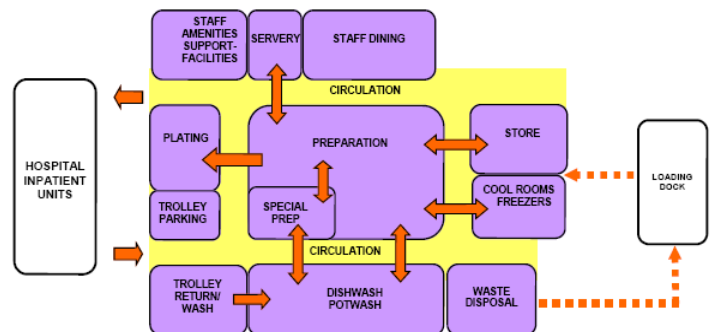 STAFF
AMENITIES
SUPPORT-
FACILITIES
SERVERY
STAFF DINING
CIRCULATION
HOSPITAL
INPATIENT
UNITS
PLATING
PREPARATION
STORE
LOADING
DOCK
TROLLEY
PARKING
SPECIAL
PREP
COOL ROOMS
FREEZERS
CIRCULATION
TROLLEY
RETURN/
WASH
DISHWASH
POTWASH
WASTE
DISPOSAL